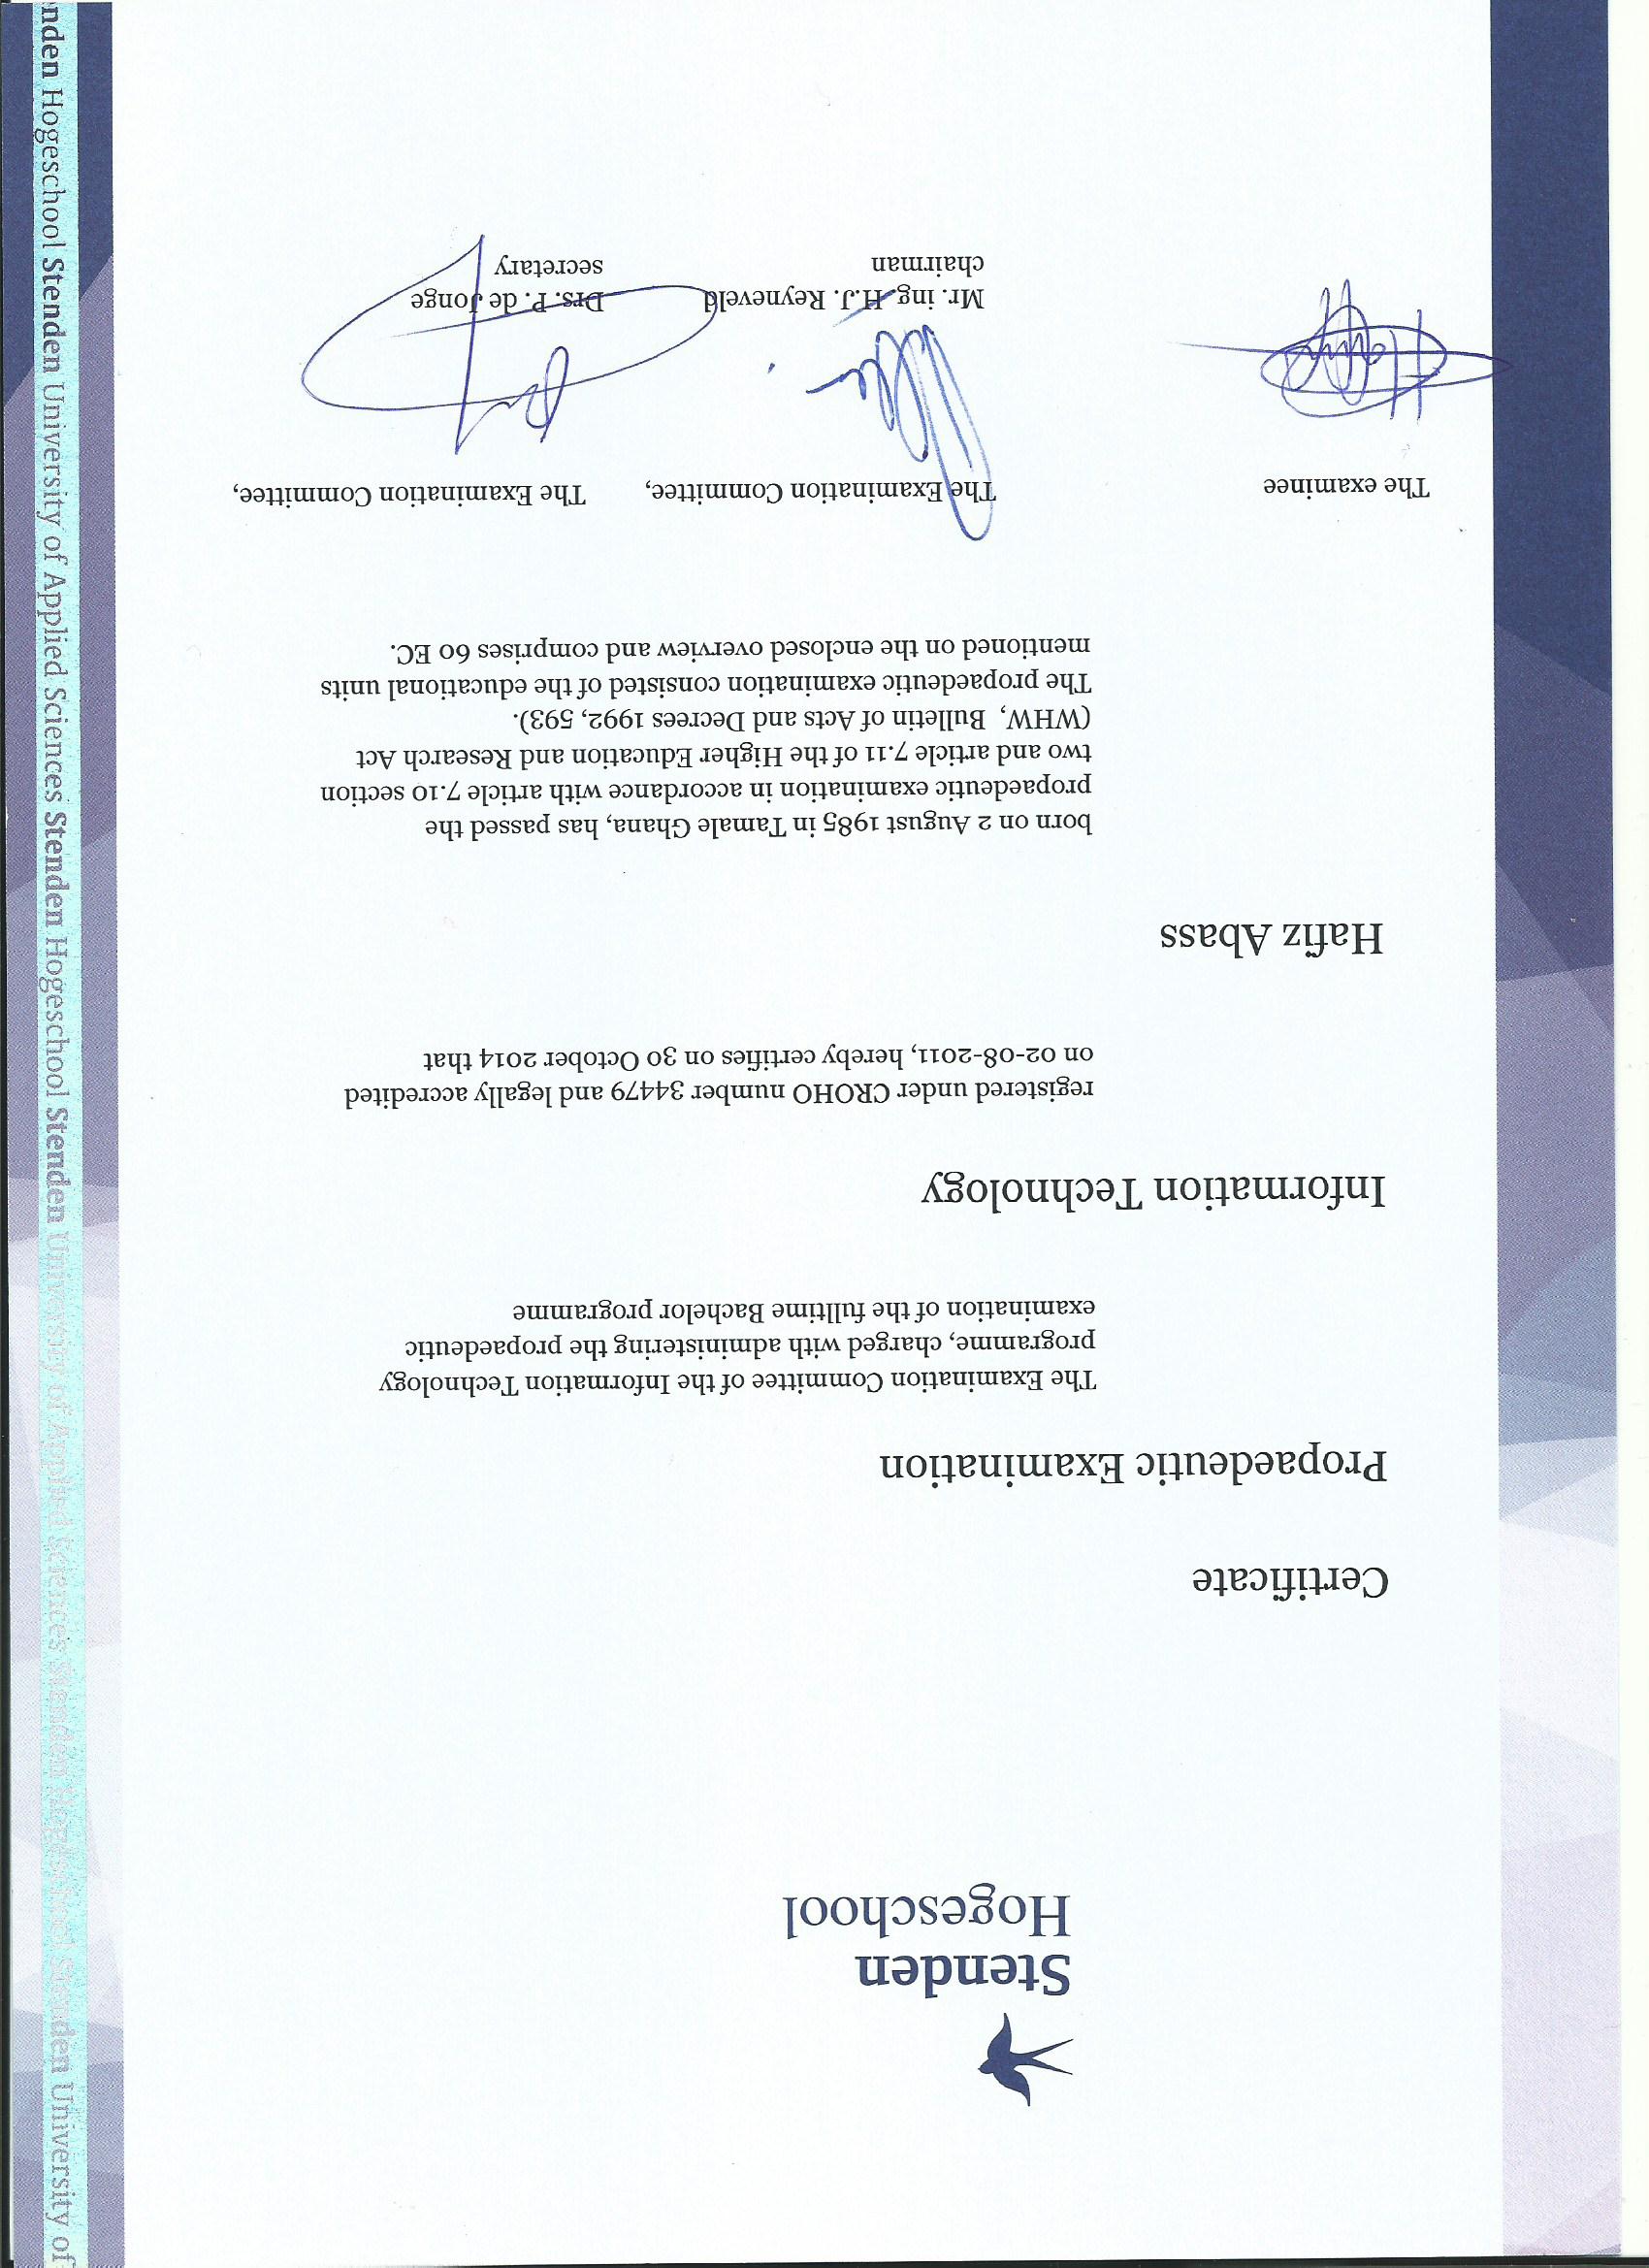 Stenden
Hogeschool
Certificate
Propaedeutic Examination
The Examination Committee of the Information Technology
programme, charged with administering the propaedeutic
examination of the fulltime Bachelor programme
Information Technology
registered under CROHO number 34479 and legally accredited
on 02-08-2011, hereby certifies on 30 October 2014 that
Hafiz Abass
born on 2 August 1985 in Tamale Ghana, has passed the
propaedeutic examination in accordance with article 7.10 section
two and article 7.11 of the Higher Education and Research Act
(WHW, Bulletin of Acts and Decrees 1992, 593).
The propaedeutic examination consisted of the educational units
mentioned on the enclosed overview and comprises 60 EC.
The examinee
The Examination Committee,
The Examination Committee,
Mr. ing. H.J. Reyneveld
chairman
Drs. P. de Jonge
secretary
nden Hogeschool Stenden University of Applied Sciences Stenden Hogeschool Stenden University of Applied Sciences Stenden Hogeschool Stenden University of